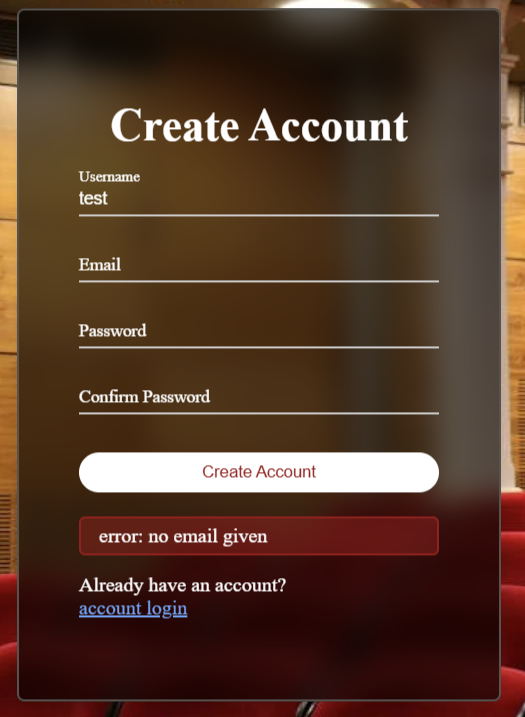 Create Account
Username
test
Email
Password
Confirm Password
Create Account
error: no email given
Already have an account?
account login